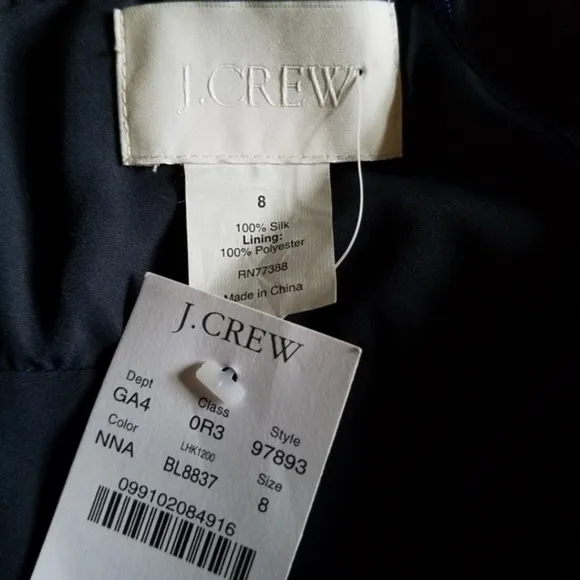 J.CREW
8
100% Silk
Lining:
100% Polyester
RN77388
Made in China
J.CREW
Dept Class Style
GA4 0R3 97893
Color LHK1200 Size
NNA BL8837 8
099102084916